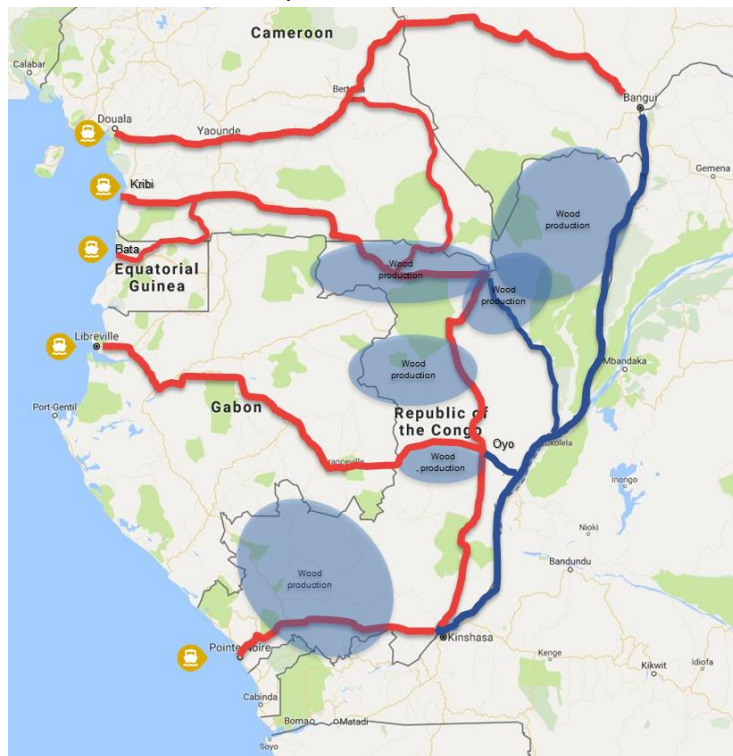 Cameroon
Calabar
Douala
Yaounde
Bangui
Gemena
Kribi
Wood
production
Bata
Equatorial
Guinea
Wood
production
Wood
production
Libreville
Mbandaka
Wood
production
Port-Gentil
Gabon
Republic of
the Congo
Oyo
Wood
production
Inongo
Nioki
Bandundu
Wood
production
Kinshasa
Pointe-Noire
Kenge
Kikwit
Idiofa
Cabinda
Boma
Matadi
Soyo